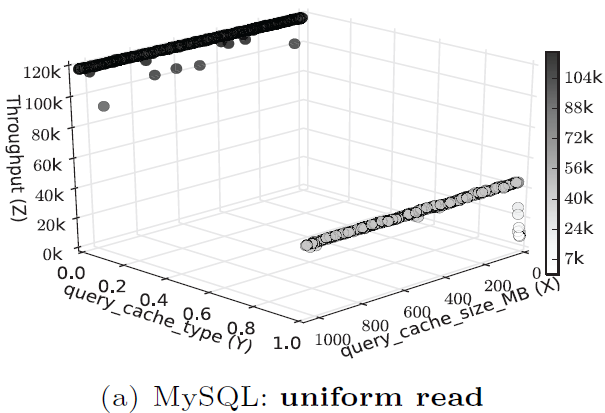 120k
100k
80k
60k
40k
20k
0k
Throughput (Z)
0.0
0.2
0.4
0.6
0.8
1.0
query_cache_type (Y)
1000
800
600
400
200
0
query_cache_size_MB (X)
104k
88k
72k
56k
40k
24k
7k
(a) MySQL: uniform read